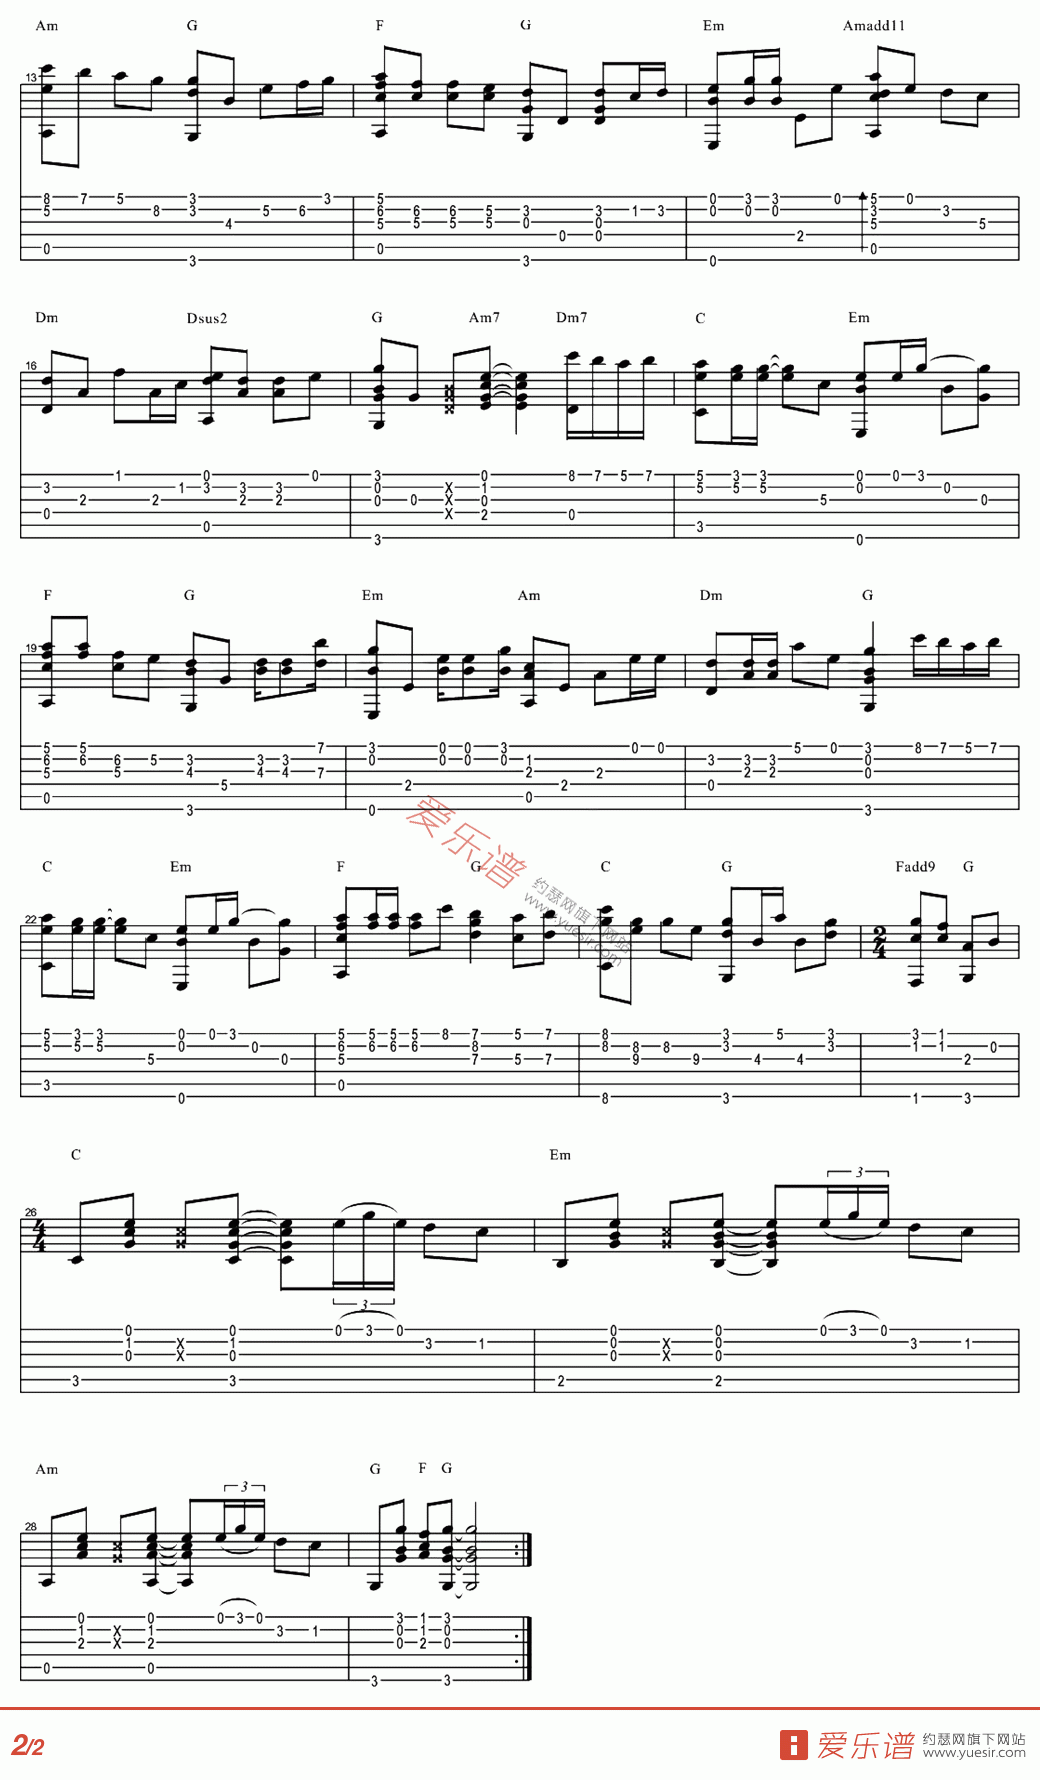 Am G F G Em Amadd11
13
8 7 5 3 3 5 3 3 0 3 3 0 5 0
5 8 3 5 6 6 6 6 5 3 3 1 3 0 0 0 3 3
4 5 5 5 5 0 0 5 5
0 0 2
0 0 0
3 3 0
Dm Dsus2 G Am7 Dm7 C Em
16
1 0 0 3 0 8 7 5 7 5 3 3 0 0 3
3 1 3 3 3 0 X 1 5 5 5 0 0
2 2 2 2 0 0 X 0 5 0
0 X 2 0
0 3
3 0
F G Em Am Dm G
19
5 5 7 3 0 0 3 0 0 5 0 3 8 7 5 7
6 6 6 5 3 3 3 0 0 0 0 1 3 3 3 0
5 5 4 4 4 7 2 2 2 2 0
5 2 2 0
0 0
3 0 3
爱乐谱
约瑟网旗下网站
www.yuesir.com
C Em F G C G Fadd9 G
22 2
4
5 3 3 0 0 3 5 5 5 5 8 7 5 7 8 3 5 3 3 1
5 5 5 0 0 6 6 6 6 8 8 8 8 3 3 1 1 0
5 0 5 7 5 7 9 9 4 4 2
3 0
0 8 3 1 3
C Em
3
26 4
4
3
0 0 0 3 0 0 0 0 3 0
1 X 1 3 1 0 X 0 3 1
0 X 0 0 X 0
3 3 2 2
Am G F G
3
28
0 0 0 3 0 3 1 3
1 X 1 3 1 0 1 0
2 X 2 0 2 0
0 0
3 3
2/2
爱乐谱
约瑟网旗下网站
www.yuesir.com